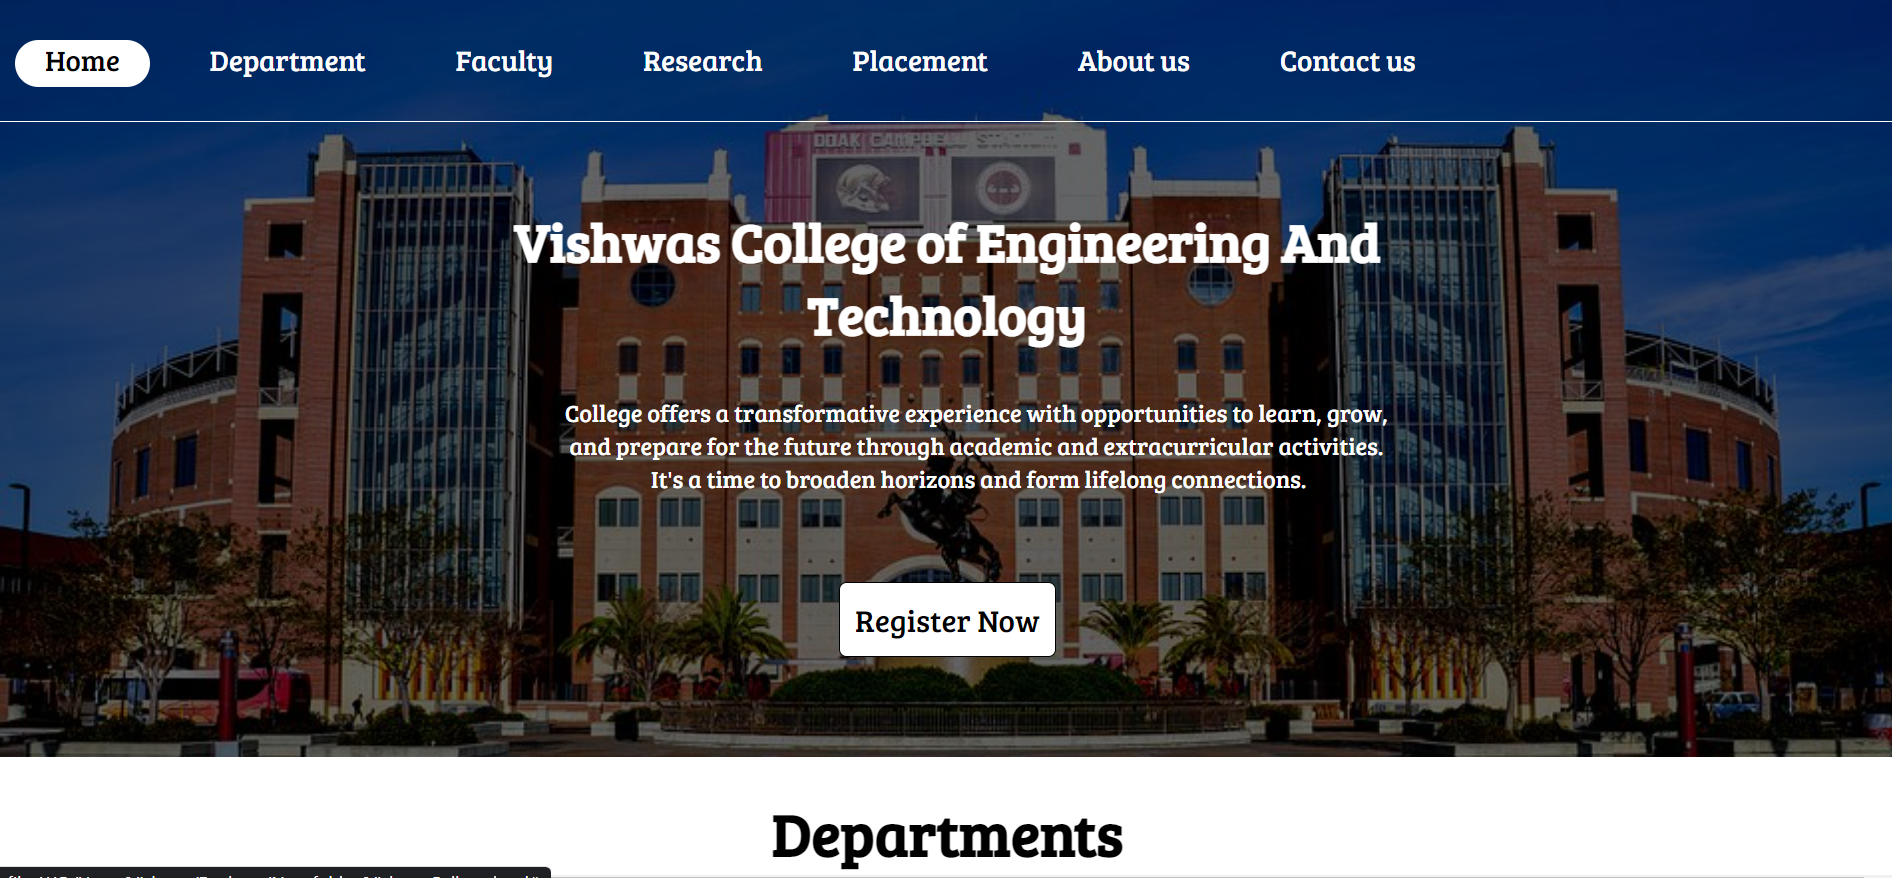 Home Department Faculty Research Placement About us Contact us
DOAK CAMPBELL STADIUM
Vishwas College of Engineering And
Technology
College offers a transformative experience with opportunities to learn, grow,
and prepare for the future through academic and extracurricular activities.
It's a time to broaden horizons and form lifelong connections.
Register Now
Departments